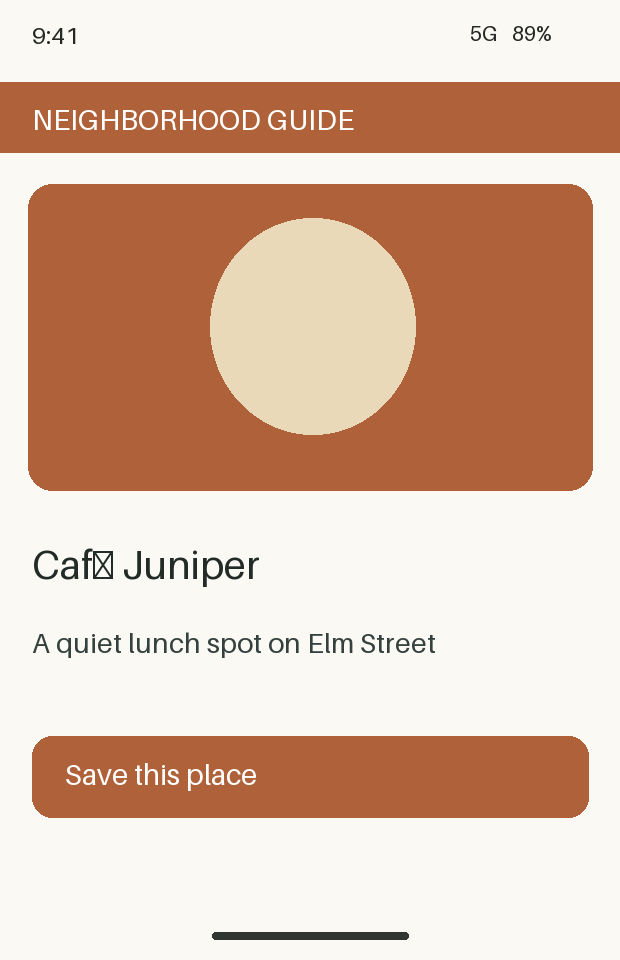 9:41
5G 89%
NEIGHBORHOOD GUIDE
Caf� Juniper
A quiet lunch spot on Elm Street
Save this place